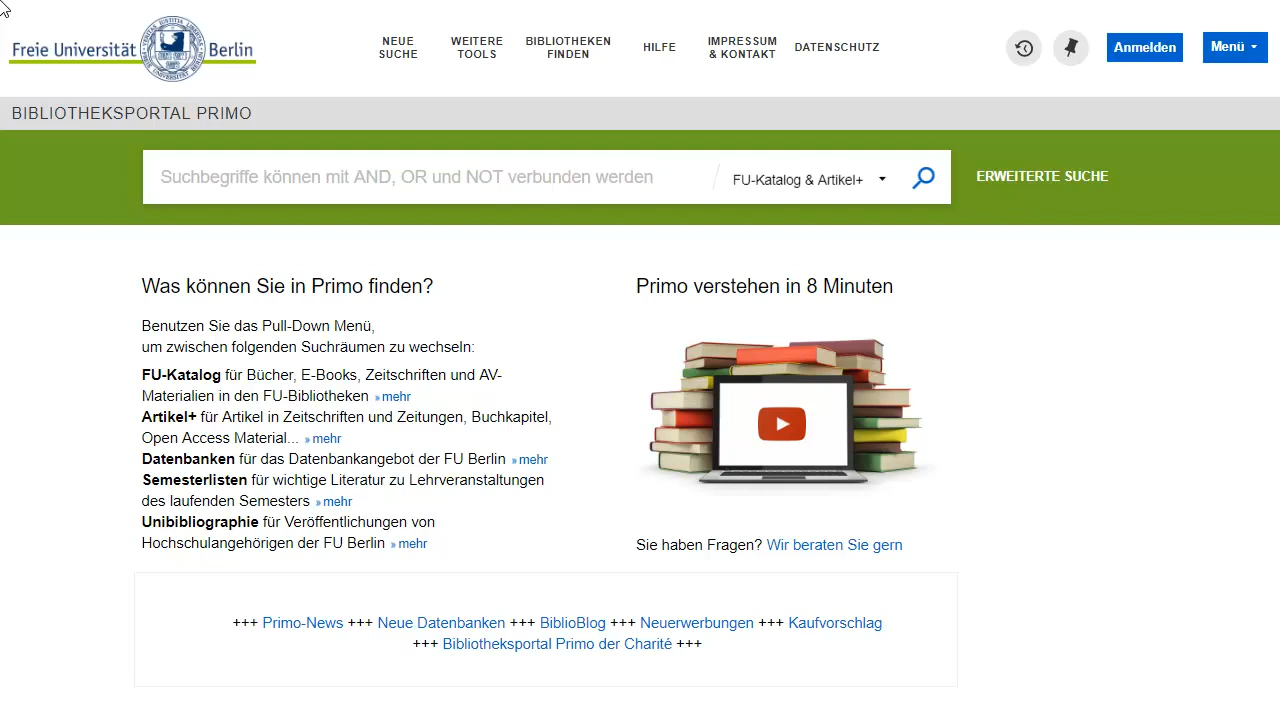 Freie Universität Berlin
NEUE SUCHE
WEITERE TOOLS
BIBLIOTHEKEN FINDEN
HILFE
IMPRESSUM & KONTAKT
DATENSCHUTZ
Anmelden
Menü
BIBLIOTHEKSPORTAL PRIMO
Suchbegriffe können mit AND, OR und NOT verbunden werden
FU-Katalog & Artikel+
ERWEITERTE SUCHE
Was können Sie in Primo finden?
Benutzen Sie das Pull-Down Menü,
um zwischen folgenden Suchräumen zu wechseln:
FU-Katalog für Bücher, E-Books, Zeitschriften und AV-
Materialien in den FU-Bibliotheken » mehr
Artikel+ für Artikel in Zeitschriften und Zeitungen, Buchkapitel,
Open Access Material... » mehr
Datenbanken für das Datenbankangebot der FU Berlin » mehr
Semesterlisten für wichtige Literatur zu Lehrveranstaltungen
des laufenden Semesters » mehr
Unibibliographie für Veröffentlichungen von
Hochschulangehörigen der FU Berlin » mehr
Primo verstehen in 8 Minuten
Sie haben Fragen? Wir beraten Sie gern
+++ Primo-News +++ Neue Datenbanken +++ BiblioBlog +++ Neuerwerbungen +++ Kaufvorschlag
+++ Bibliotheksportal Primo der Charité +++